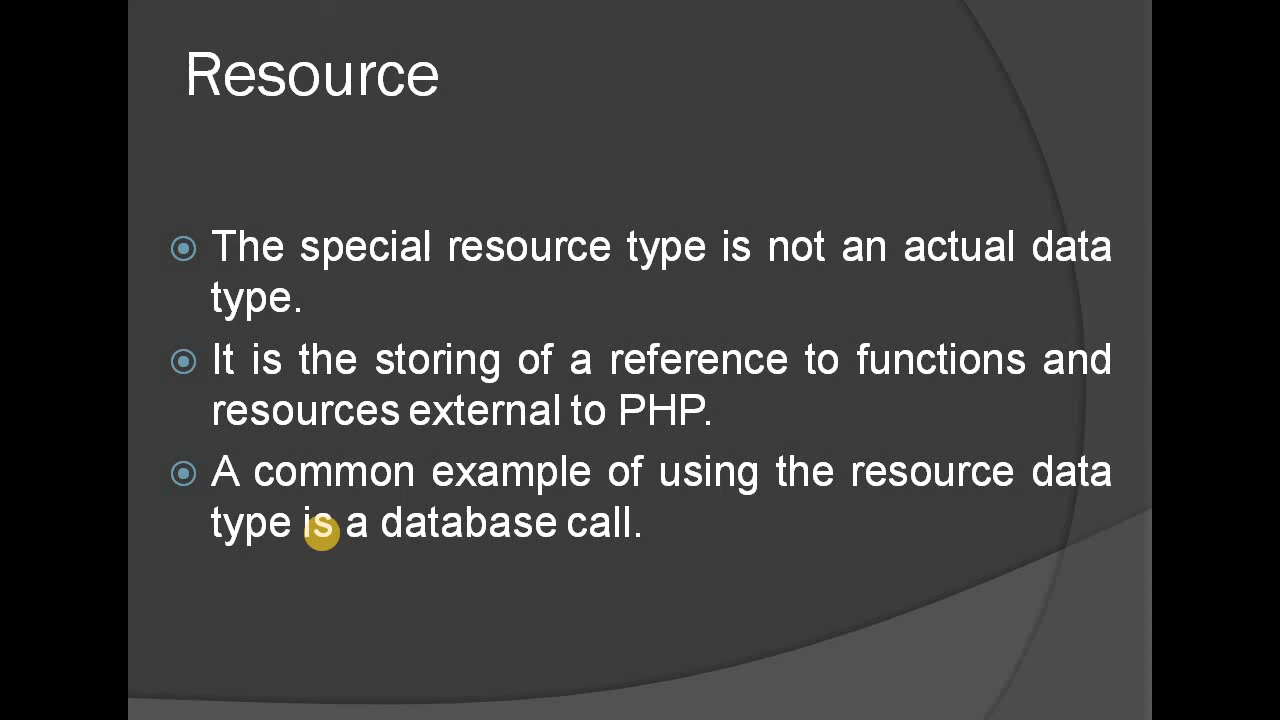 Resource
The special resource type is not an actual data
type.
It is the storing of a reference to functions and
resources external to PHP.
A common example of using the resource data
type is a database call.